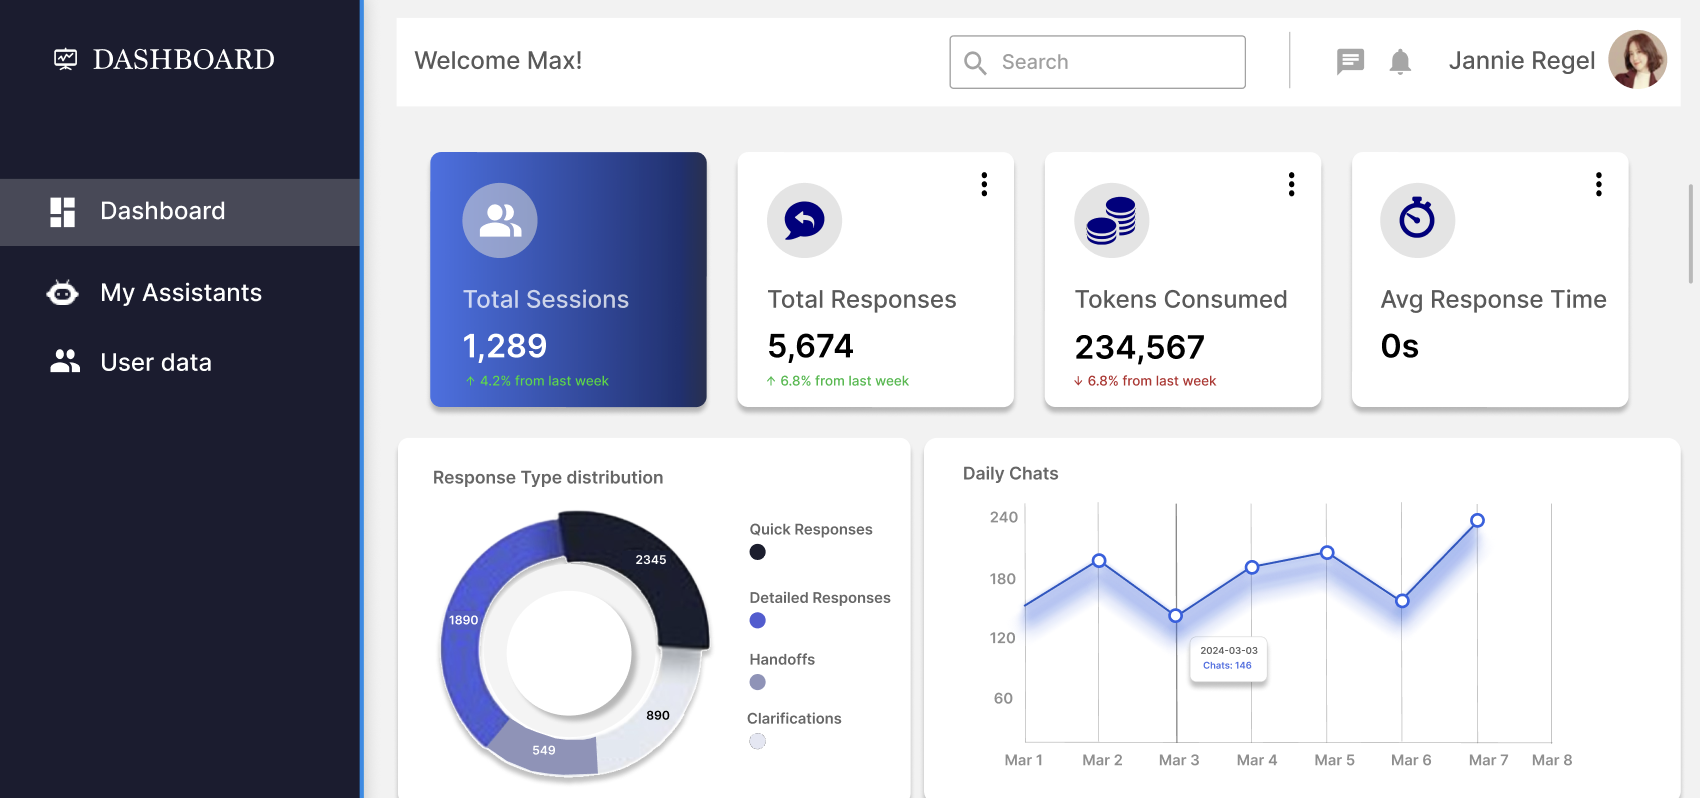 DASHBOARD
Dashboard
My Assistants
User data
Welcome Max!
Search
Jannie Regel
Total Sessions
1,289
↑ 4.2% from last week
Total Responses
5,674
↑ 6.8% from last week
Tokens Consumed
234,567
↓ 6.8% from last week
Avg Response Time
0s
Response Type distribution
2345
1890
890
549
Quick Responses
Detailed Responses
Handoffs
Clarifications
Daily Chats
240
180
120
60
2024-03-03
Chats: 146
Mar 1 Mar 2 Mar 3 Mar 4 Mar 5 Mar 6 Mar 7 Mar 8